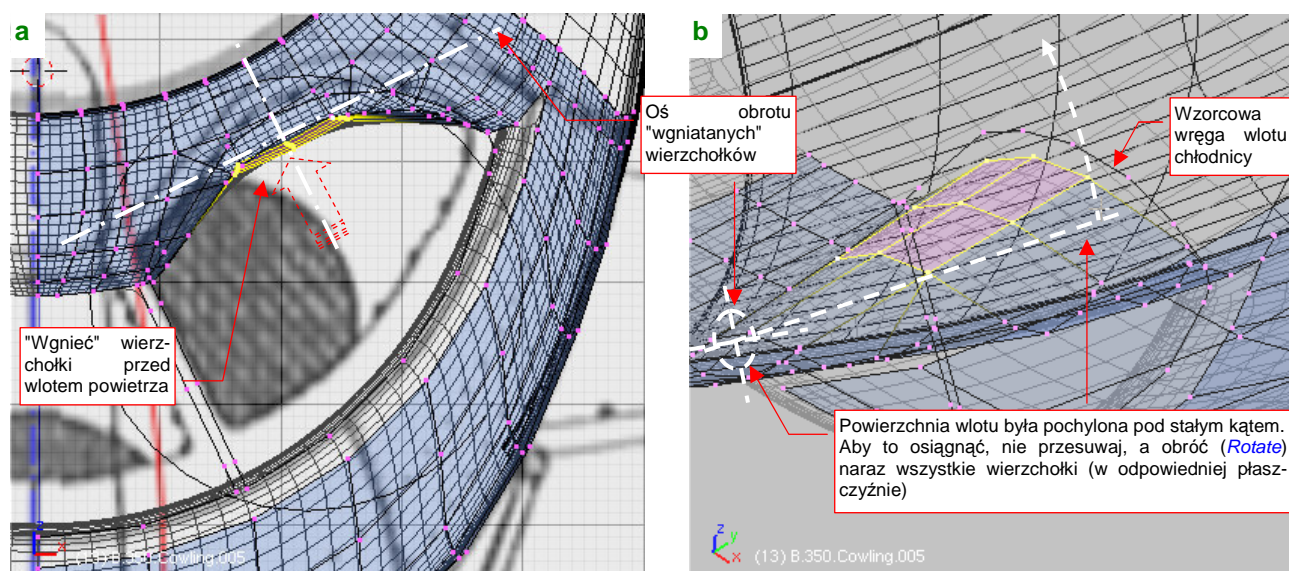 a
b
Oś obrotu
"wgniatanych"
wierzchołków
Wzorcowa
wręga wlotu
chłodnicy
"Wgnieć" wierz-
chołki przed
wlotem powietrza
Powierzchnia wlotu była pochylona pod stałym kątem.
Aby to osiągnąć, nie przesuwaj, a obróć (Rotate)
naraz wszystkie wierzchołki (w odpowiedniej płasz-
czyźnie)
x
(13) B.350.Cowling.005
z
y
x
(13) B.350.Cowling.005